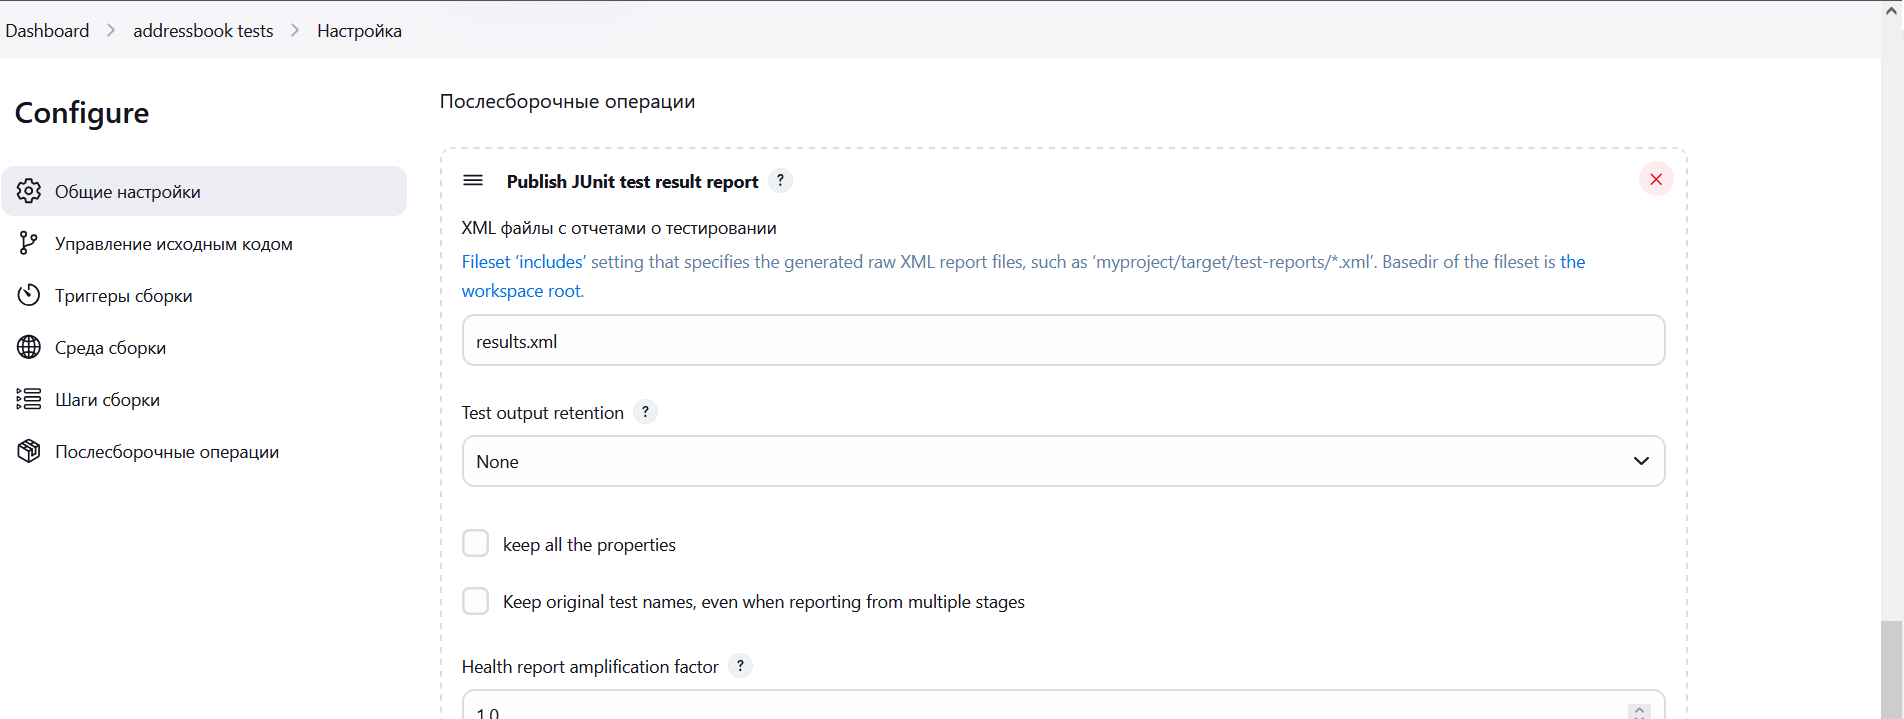 Dashboard
addressbook tests
Настройка
Configure
Общие настройки
Управление исходным кодом
Триггеры сборки
Среда сборки
Шаги сборки
Послесборочные операции
Послесборочные операции
Publish JUnit test result report ?
XML файлы с отчетами о тестировании
Fileset ‘includes’ setting that specifies the generated raw XML report files, such as ‘myproject/target/test-reports/*.xml’. Basedir of the fileset is the
workspace root.
results.xml
Test output retention ?
None
keep all the properties
Keep original test names, even when reporting from multiple stages
Health report amplification factor ?
1.0